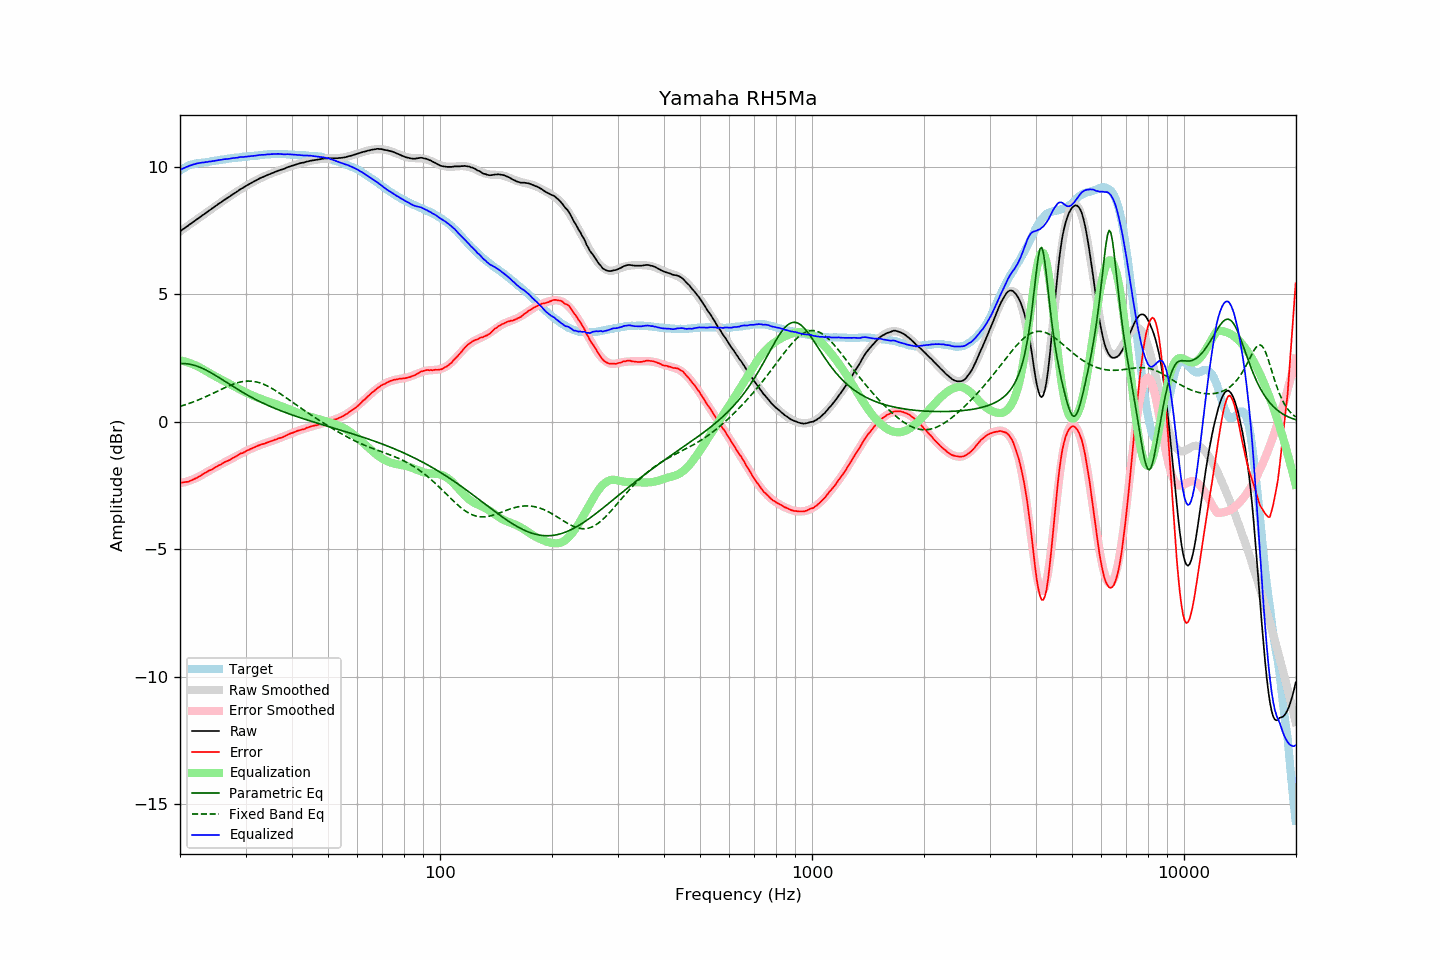 Yamaha RH5Ma
10
5
0
−5
−10
−15
Amplitude (dBr)
Target
Raw Smoothed
Error Smoothed
Raw
Error
Equalization
Parametric Eq
Fixed Band Eq
Equalized
100
1000
10000
Frequency (Hz)